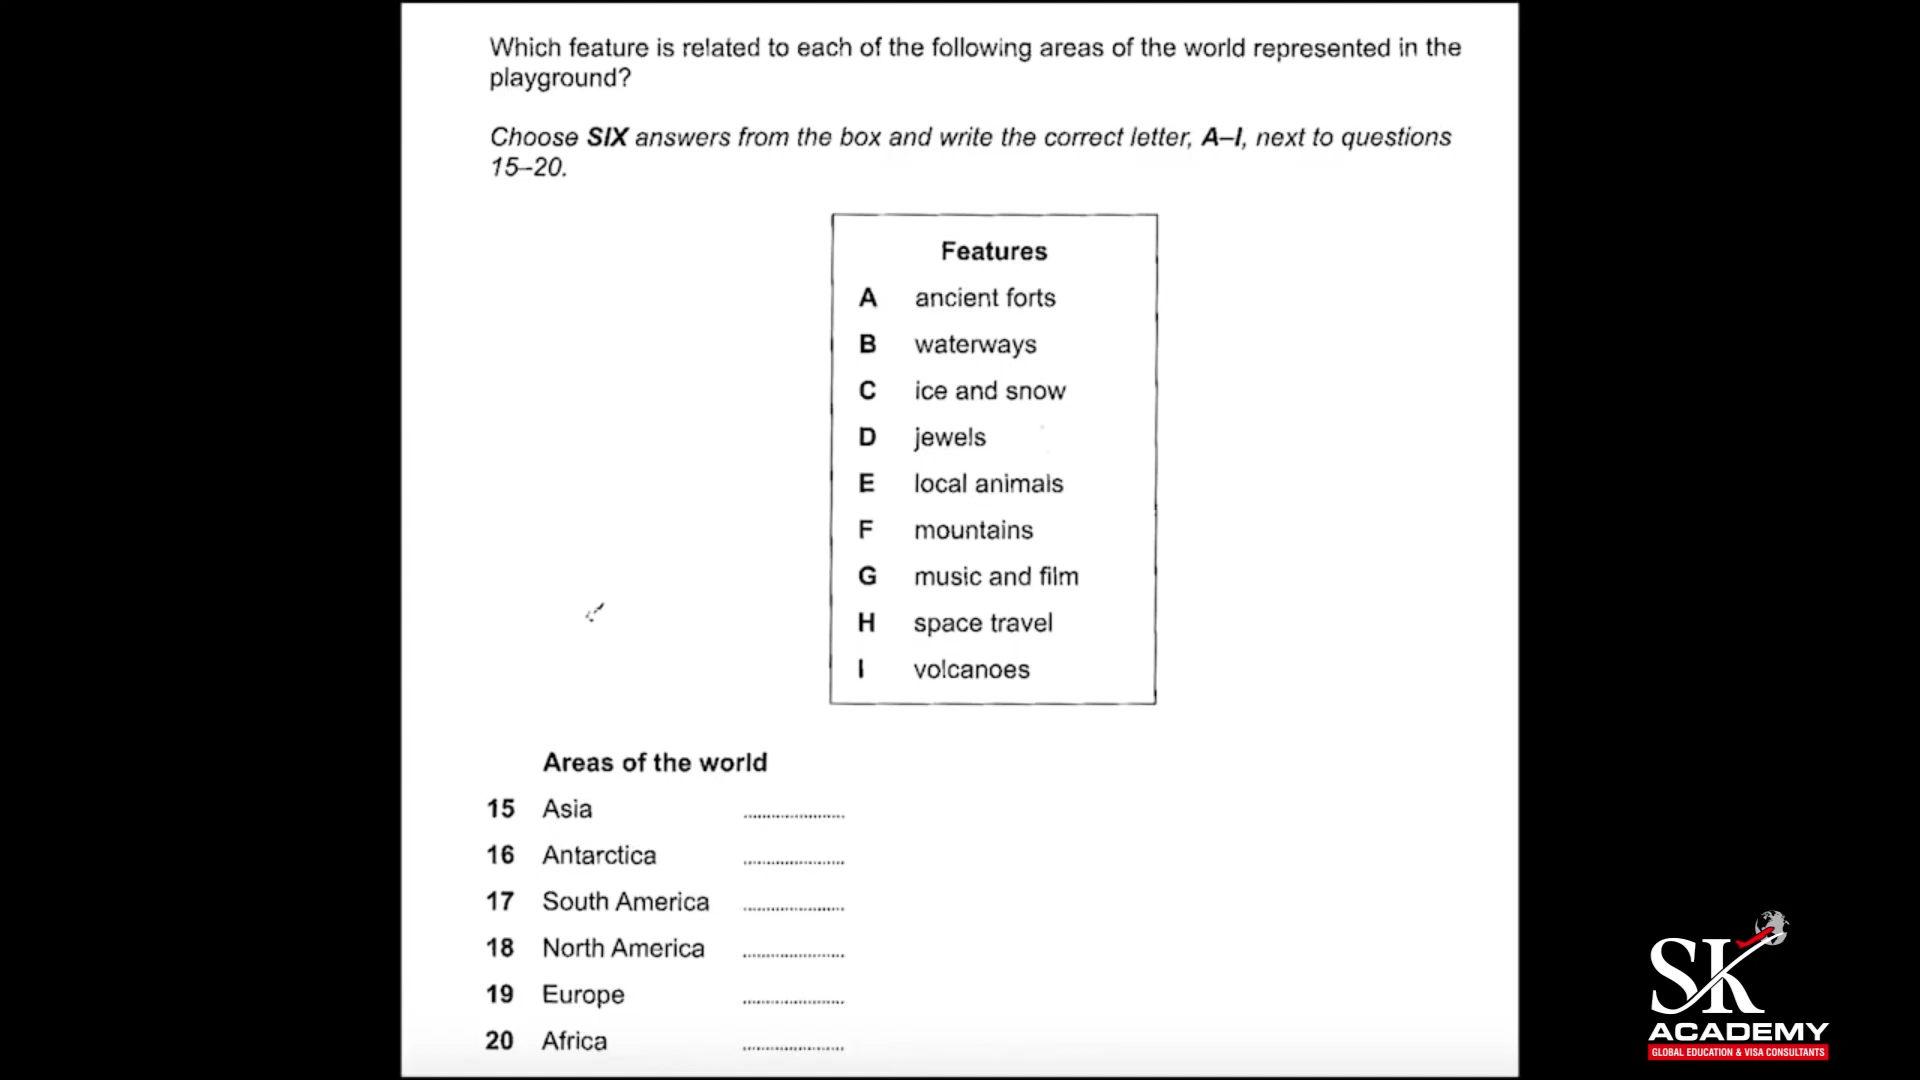 Which feature is related to each of the following areas of the world represented in the
playground?
Choose SIX answers from the box and write the correct letter, A–I, next to questions
15–20.
Features
A ancient forts
B waterways
C ice and snow
D jewels
E local animals
F mountains
G music and film
H space travel
I volcanoes
Areas of the world
15 Asia ......................
16 Antarctica ......................
17 South America ......................
18 North America ......................
19 Europe ......................
20 Africa ......................
SK
ACADEMY
GLOBAL EDUCATION & VISA CONSULTANTS